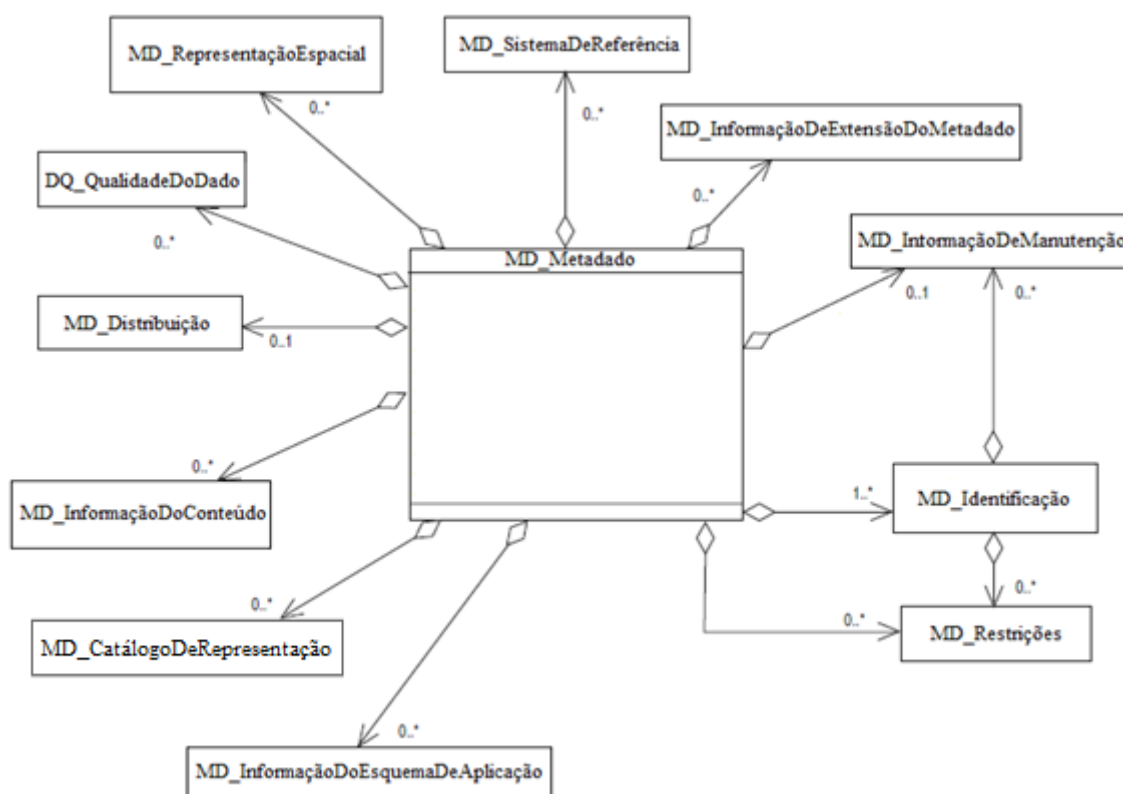 MD_RepresentaçãoEspacial
0..*
MD_SistemaDeReferência
0..*
MD_InformaçãoDeExtensãoDoMetadado
0..*
DQ_QualidadeDoDado
0..*
MD_IntormaçãoDeManutenção
0..1
0..*
MD_Metadado
MD_Distribuição
0..1
MD_InformaçãoDoConteúdo
0..*
MD_Identificação
1..*
0..*
MD_CatálogoDeRepresentação
0..*
MD_Restrições
0..*
0..*
MD_InformaçãoDoEsquemaDeAplicação